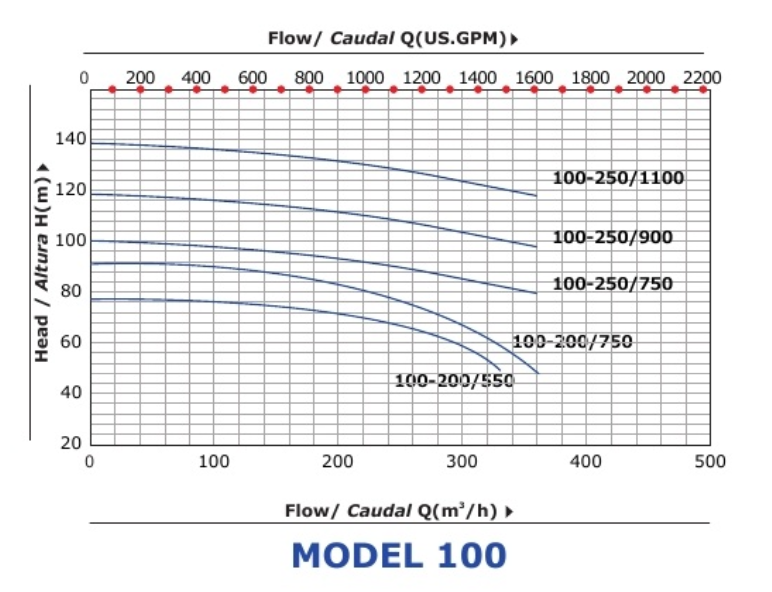 Flow/ Caudal Q(US.GPM)
0 200 400 600 800 1000 1200 1400 1600 1800 2000 2200
Head / Altura H(m)
140
120
100
80
60
40
20
100-250/1100
100-250/900
100-250/750
100-200/750
100-200/550
0 100 200 300 400 500
Flow/ Caudal Q(m³/h)
MODEL 100